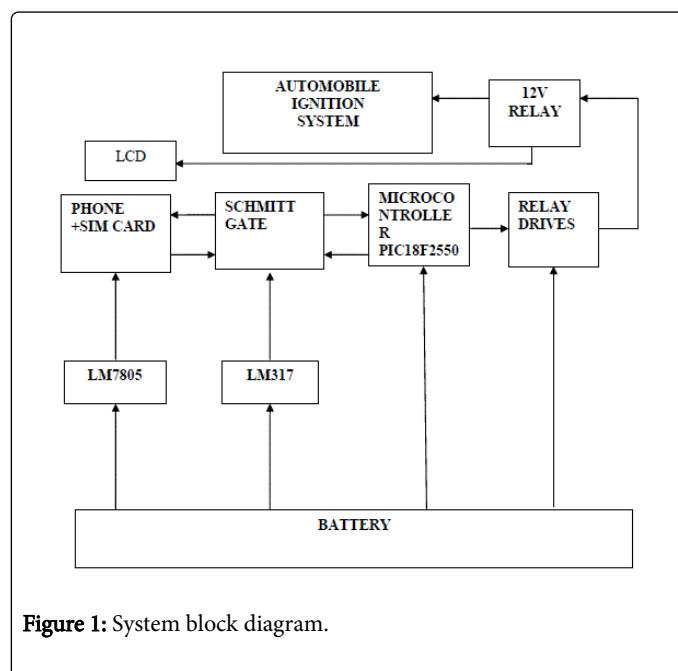 AUTOMOBILE
IGNITION
SYSTEM
12V
RELAY
LCD
PHONE
+SIM CARD
SCHMITT
GATE
MICROCO
NTROLLE
R
PIC18F2550
RELAY
DRIVES
LM7805
LM317
BATTERY
Figure 1: System block diagram.